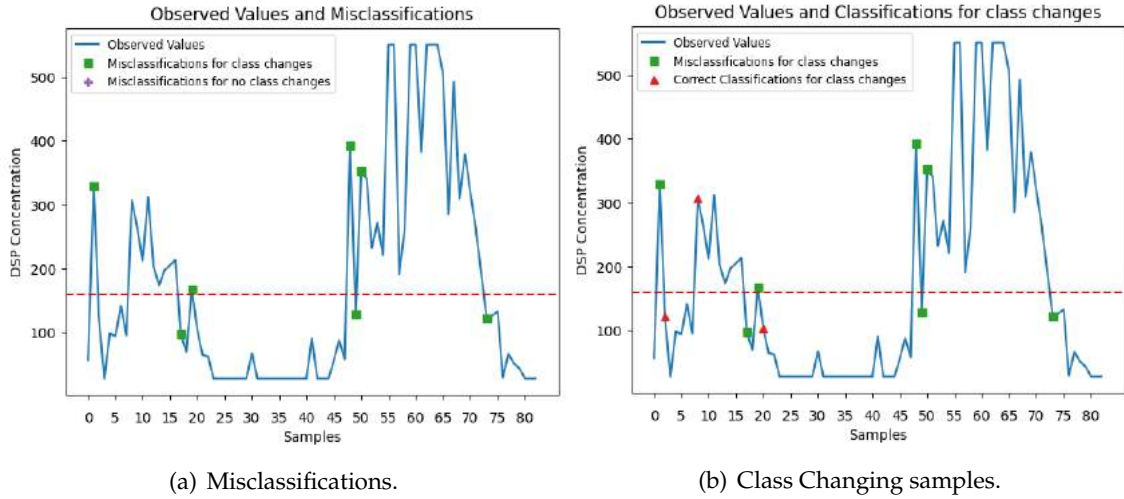 Observed Values and Misclassifications
Observed Values
Misclassifications for class changes
Misclassifications for no class changes
DSP Concentration
500
400
300
200
100
0 5 10 15 20 25 30 35 40 45 50 55 60 65 70 75 80
Samples
(a) Misclassifications.
Observed Values and Classifications for class changes
Observed Values
Misclassifications for class changes
Correct Classifications for class changes
DSP Concentration
500
400
300
200
100
0 5 10 15 20 25 30 35 40 45 50 55 60 65 70 75 80
Samples
(b) Class Changing samples.